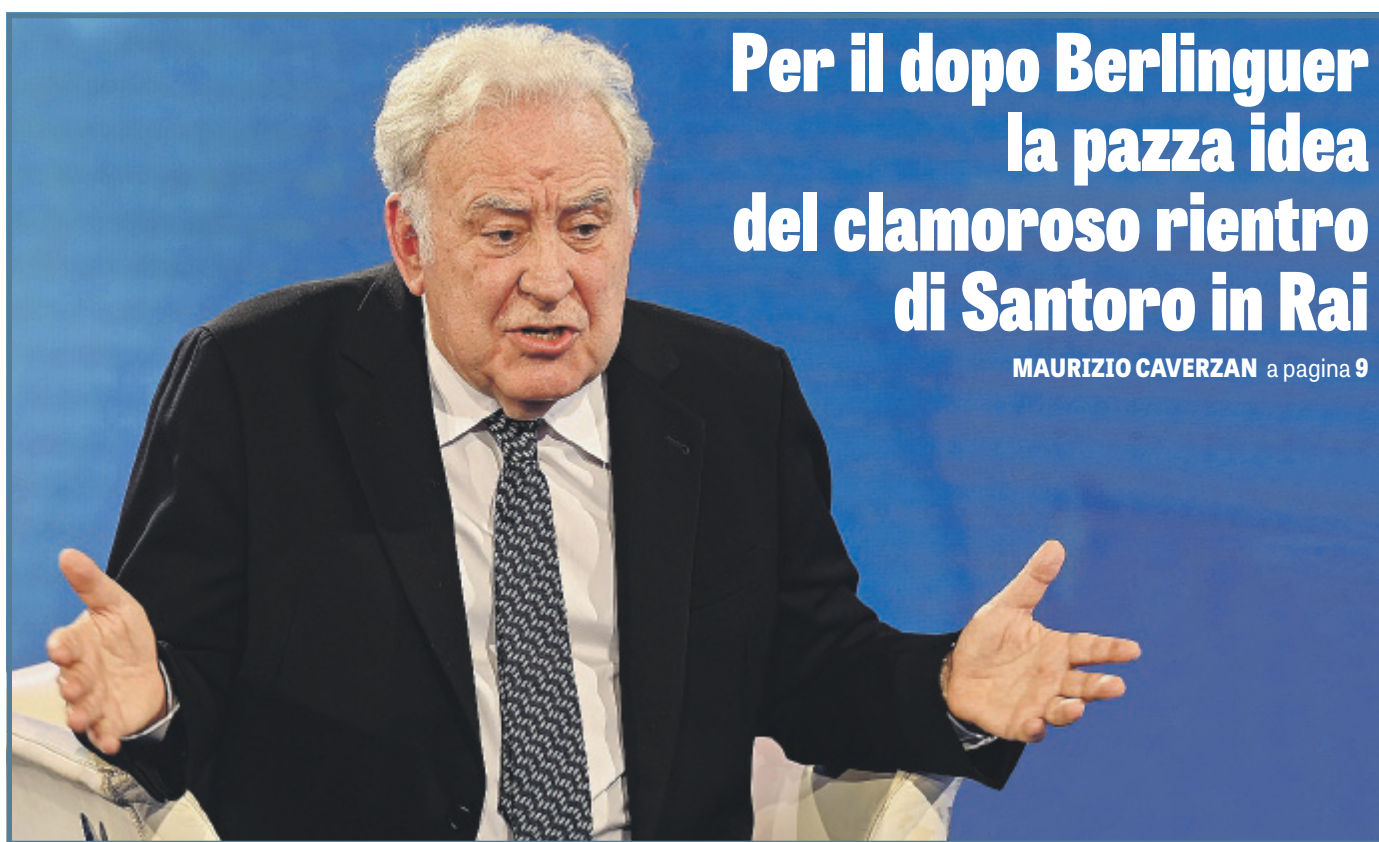 Per il dopo Berlinguer
la pazza idea
del clamoroso rientro
di Santoro in Rai
MAURIZIO CAVERZAN a pagina 9